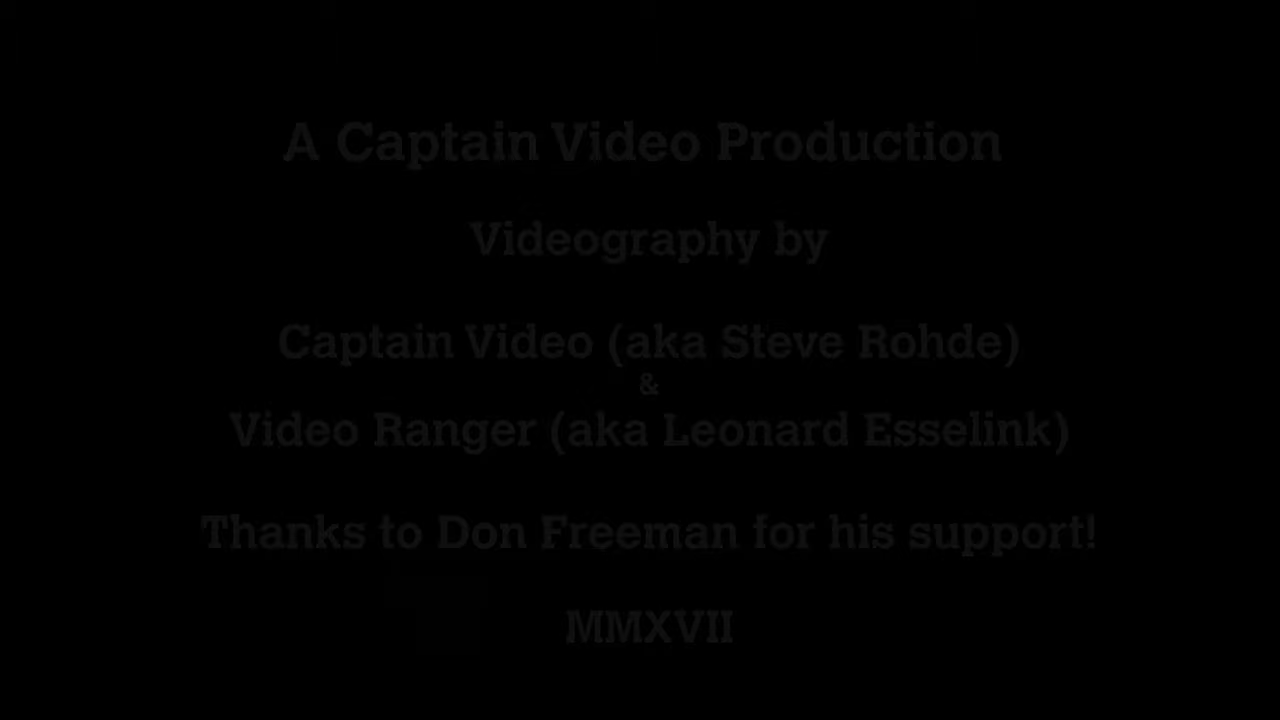 A Captain Video Production
Videography by
Captain Video (aka Steve Rohde)
&
Video Ranger (aka Leonard Esselink)
Thanks to Don Freeman for his support!
MMXVII